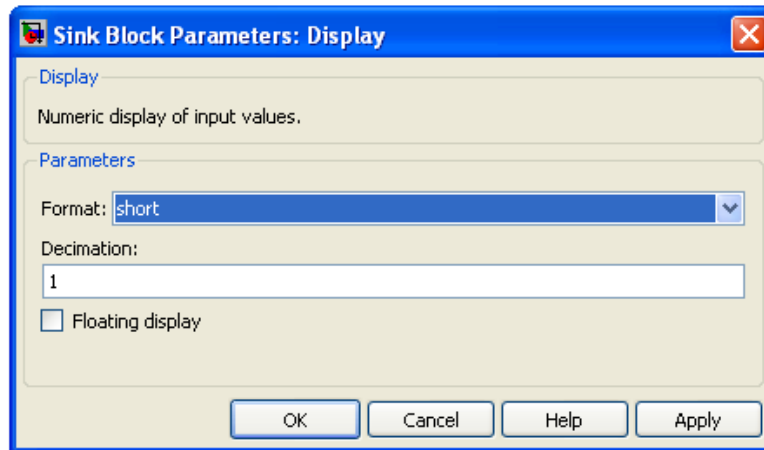 Sink Block Parameters: Display
Display
Numeric display of input values.
Parameters
Format: short
Decimation:
1
Floating display
OK Cancel Help Apply